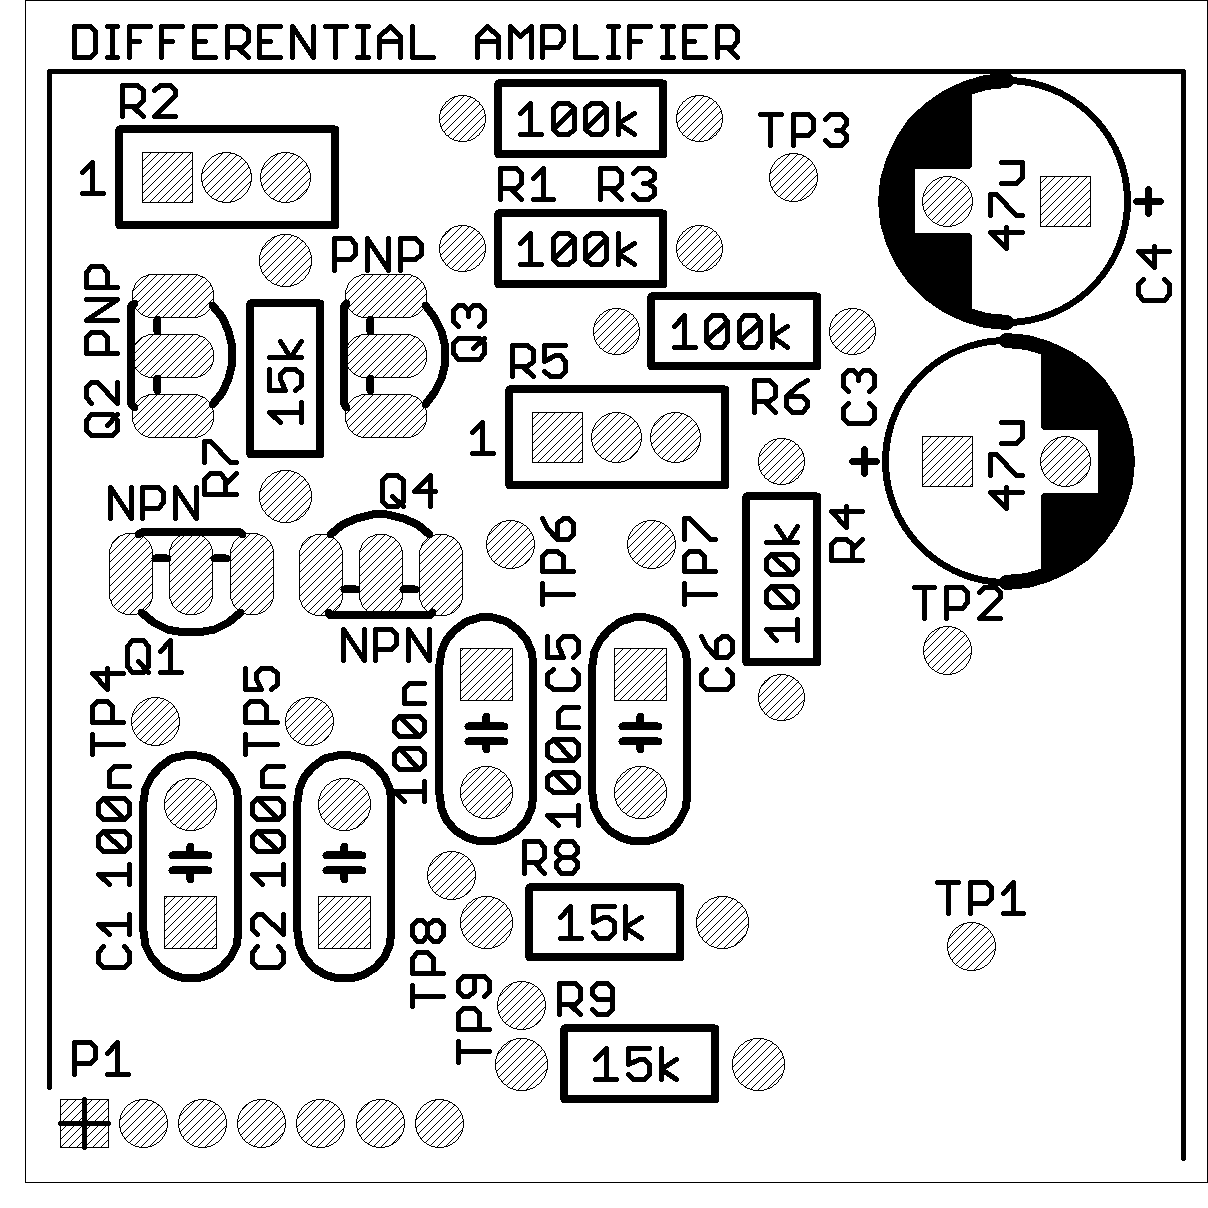 DIFFERENTIAL AMPLIFIER
R2
1
100k
R1 R3
100k
TP3
47u
+
C4
PNP
Q2 PNP
15k
Q3
100k
R5
1
R6
C3
+
47u
R7
NPN
Q4
TP6
TP7
100k
R4
TP2
Q1
NPN
TP4
TP5
100n
C5
100n
C6
C1 100n
C2 100n
R8
15k
TP8
TP1
TP9
R9
15k
P1